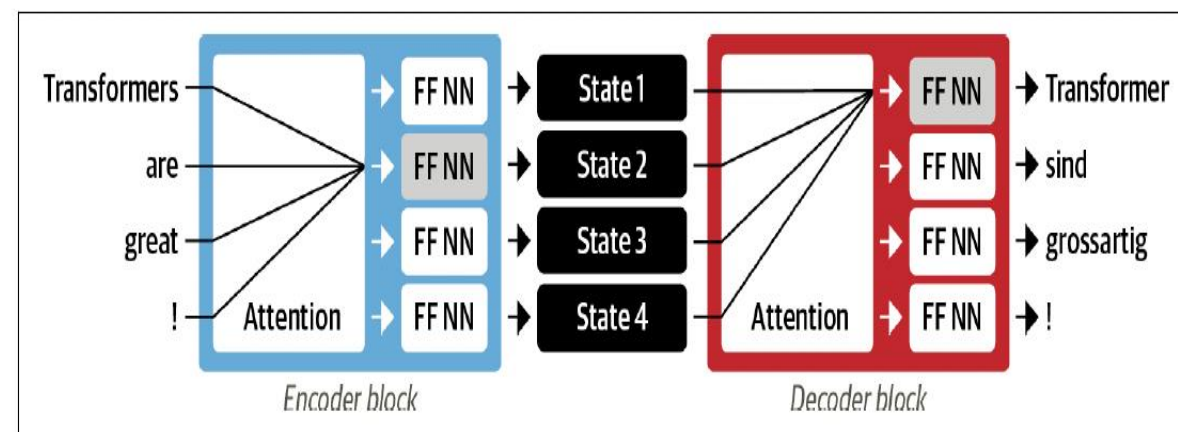 Transformers FF NN State 1 FF NN Transformer
are FF NN State 2 FF NN sind
great FF NN State 3 FF NN grossartig
! Attention FF NN State 4 Attention FF NN !
Encoder block Decoder block